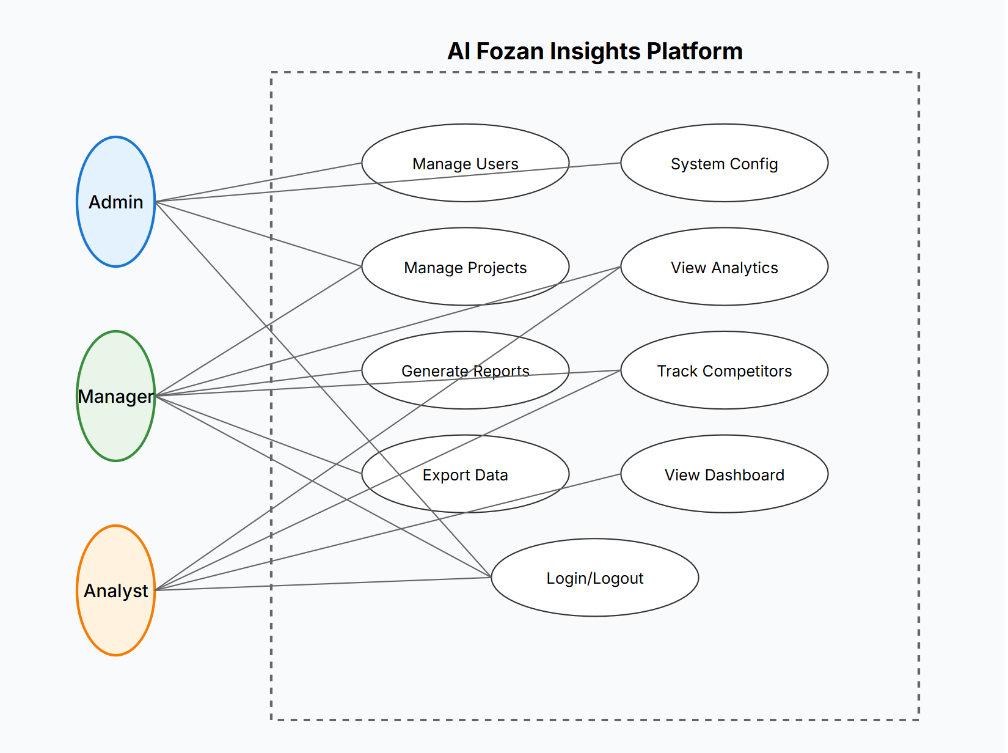 AI Fozan Insights Platform
Admin
Manager
Analyst
Manage Users
System Config
Manage Projects
View Analytics
Generate Reports
Track Competitors
Export Data
View Dashboard
Login/Logout